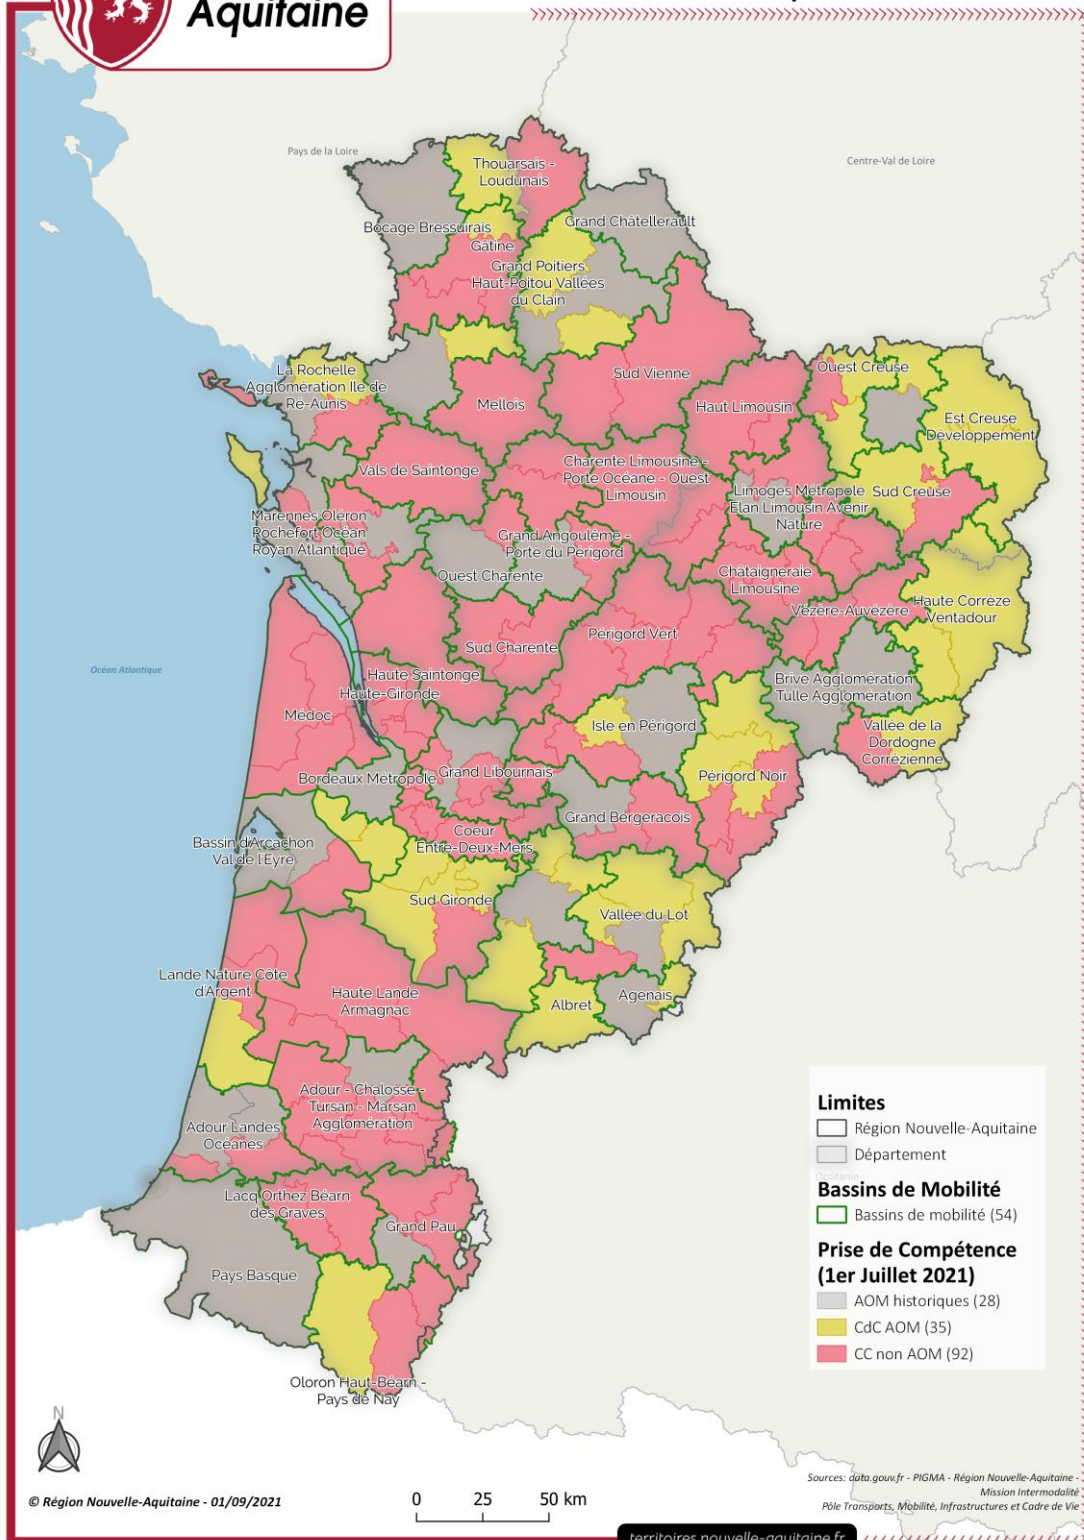 Aquitaine
Pays de la Loire
Centre-Val de Loire
Thouarsais -
Loudunais
Bocage Bressuirais
Grand Châtellerault
Gâtine
Grand Poitiers
Haut-Poitou Vallées
du Clain
La Rochelle
Agglomération Ile de
Ré-Aunis
Sud Vienne
Ouest Creuse
Mellois
Haut Limousin
Est Creuse
Développement
Vals de Saintonge
Charente Limousine -
Porte Océane - Ouest
Limousin
Limoges Métropole
Elan Limousin Avenir
Nature
Sud Creuse
Marennes Oléron
Rochefort Océan
Royan Atlantique
Grand Angoulême -
Porte du Périgord
Ouest Charente
Châtaigneraie
Limousine
Vézère-Auvézère
Haute Corrèze
Ventadour
Sud Charente
Périgord Vert
Océan Atlantique
Haute Saintonge
Haute-Gironde
Brive Agglomération
Tulle Agglomération
Médoc
Isle en Périgord
Vallée de la
Dordogne
Corrézienne
Bordeaux Métropole
Grand Libournais
Périgord Noir
Grand Bergeracois
Coeur
Entre-Deux-Mers
Bassin d'Arcachon
Val de l'Eyre
Sud Gironde
Vallée du Lot
Lande Nature Côte
d'Argent
Haute Lande
Armagnac
Albret
Agenais
Adour - Chalosse -
Tursan - Marsan
Agglomération
Adour Landes
Océanes
Lacq Orthez Béarn
des Graves
Grand Pau
Pays Basque
Oloron Haut-Béarn -
Pays de Nay
Limites
Région Nouvelle-Aquitaine
Département
Occitanie
Bassins de Mobilité
Bassins de mobilité (54)
Prise de Compétence
(1er Juillet 2021)
AOM historiques (28)
CdC AOM (35)
CC non AOM (92)
N
© Région Nouvelle-Aquitaine - 01/09/2021
0 25 50 km
Sources: data.gouv.fr - PIGMA - Région Nouvelle-Aquitaine -
Mission Intermodalité
Pôle Transports, Mobilité, Infrastructures et Cadre de Vie
territoires.nouvelle-aquitaine.fr